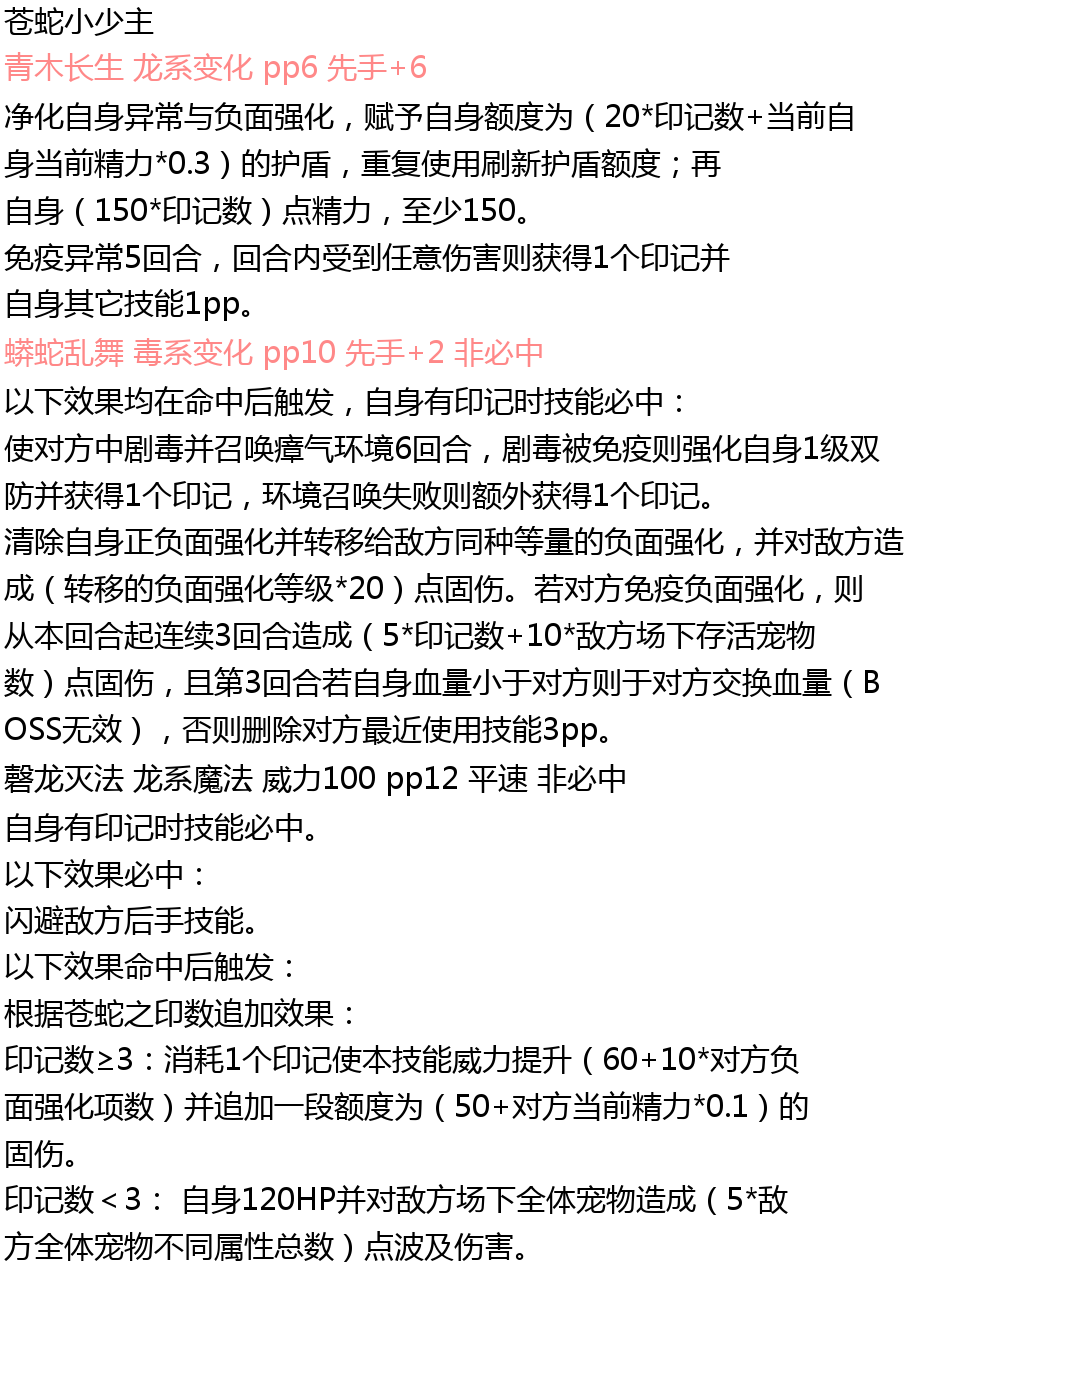 苍蛇小少主
青木长生 龙系变化 pp6 先手+6
净化自身异常与负面强化，赋予自身额度为（20*印记数+当前自
身当前精力*0.3）的护盾，重复使用刷新护盾额度；再
自身（150*印记数）点精力，至少150。
免疫异常5回合，回合内受到任意伤害则获得1个印记并
自身其它技能1pp。
蟒蛇乱舞 毒系变化 pp10 先手+2 非必中
以下效果均在命中后触发，自身有印记时技能必中：
使对方中剧毒并召唤瘴气环境6回合，剧毒被免疫则强化自身1级双
防并获得1个印记，环境召唤失败则额外获得1个印记。
清除自身正负面强化并转移给敌方同种等量的负面强化，并对敌方造
成（转移的负面强化等级*20）点固伤。若对方免疫负面强化，则
从本回合起连续3回合造成（5*印记数+10*敌方场下存活宠物
数）点固伤，且第3回合若自身血量小于对方则于对方交换血量（B
OSS无效），否则删除对方最近使用技能3pp。
磬龙灭法 龙系魔法 威力100 pp12 平速 非必中
自身有印记时技能必中。
以下效果必中：
闪避敌方后手技能。
以下效果命中后触发：
根据苍蛇之印数追加效果：
印记数≥3：消耗1个印记使本技能威力提升（60+10*对方负
面强化项数）并追加一段额度为（50+对方当前精力*0.1）的
固伤。
印记数＜3： 自身120HP并对敌方场下全体宠物造成（5*敌
方全体宠物不同属性总数）点波及伤害。